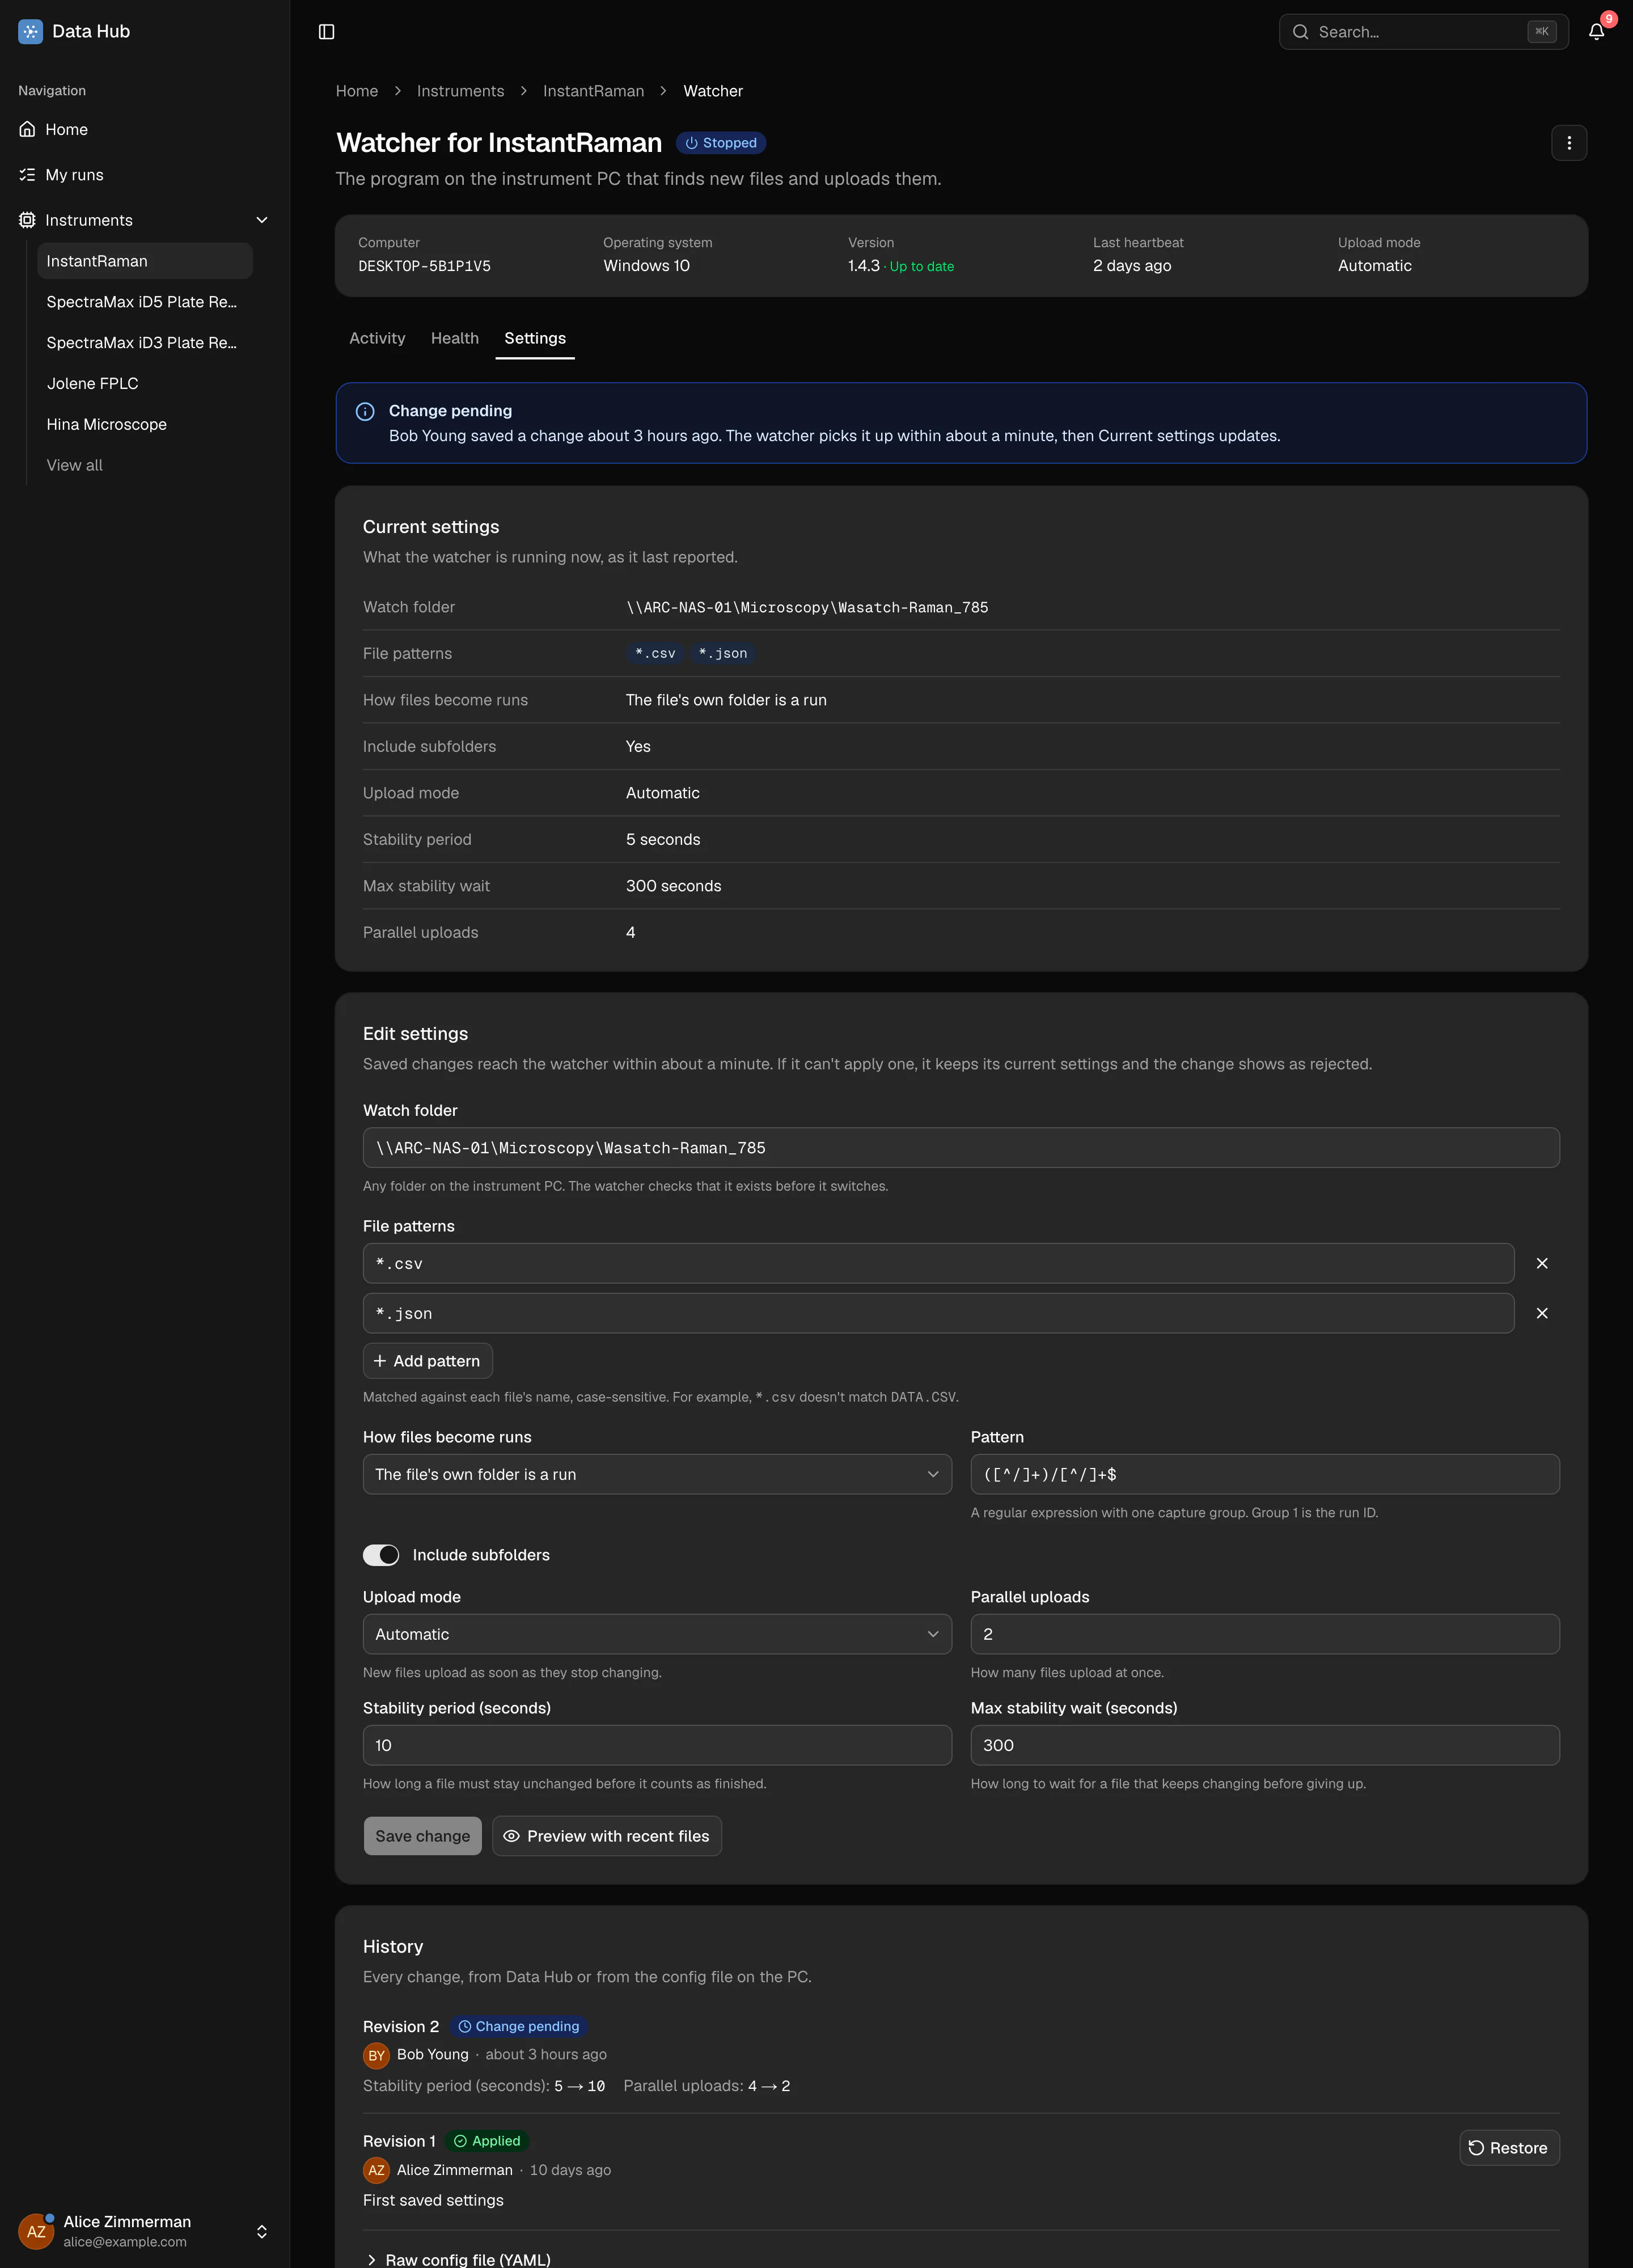 Data Hub
Search...
⌘K
9
Navigation
Home
My runs
Instruments
InstantRaman
SpectraMax iD5 Plate Re...
SpectraMax iD3 Plate Re...
Jolene FPLC
Hina Microscope
View all
Home > Instruments > InstantRaman > Watcher
Watcher for InstantRaman Stopped
The program on the instrument PC that finds new files and uploads them.
Computer Operating system Version Last heartbeat Upload mode
DESKTOP-5B1P1V5 Windows 10 1.4.3 · Up to date 2 days ago Automatic
Activity Health Settings
Change pending
Bob Young saved a change about 3 hours ago. The watcher picks it up within about a minute, then Current settings updates.
Current settings
What the watcher is running now, as it last reported.
Watch folder \\ARC-NAS-01\Microscopy\Wasatch-Raman_785
File patterns *.csv *.json
How files become runs The file's own folder is a run
Include subfolders Yes
Upload mode Automatic
Stability period 5 seconds
Max stability wait 300 seconds
Parallel uploads 4
Edit settings
Saved changes reach the watcher within about a minute. If it can't apply one, it keeps its current settings and the change shows as rejected.
Watch folder
\\ARC-NAS-01\Microscopy\Wasatch-Raman_785
Any folder on the instrument PC. The watcher checks that it exists before it switches.
File patterns
*.csv
*.json
Add pattern
Matched against each file's name, case-sensitive. For example, *.csv doesn't match DATA.CSV.
How files become runs Pattern
The file's own folder is a run ([^/]+)/[^/]+$
A regular expression with one capture group. Group 1 is the run ID.
Include subfolders
Upload mode Parallel uploads
Automatic 2
New files upload as soon as they stop changing. How many files upload at once.
Stability period (seconds) Max stability wait (seconds)
10 300
How long a file must stay unchanged before it counts as finished. How long to wait for a file that keeps changing before giving up.
Save change Preview with recent files
History
Every change, from Data Hub or from the config file on the PC.
Revision 2 Change pending
BY Bob Young · about 3 hours ago
Stability period (seconds): 5 → 10 Parallel uploads: 4 → 2
Revision 1 Applied
Restore
AZ Alice Zimmerman · 10 days ago
First saved settings
Raw config file (YAML)
AZ
Alice Zimmerman
alice@example.com